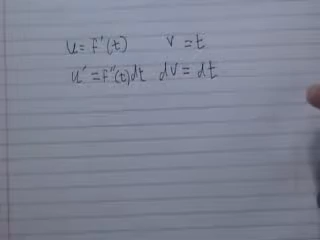 u = f'(t) v = t
u' = f''(t)dt dv = dt